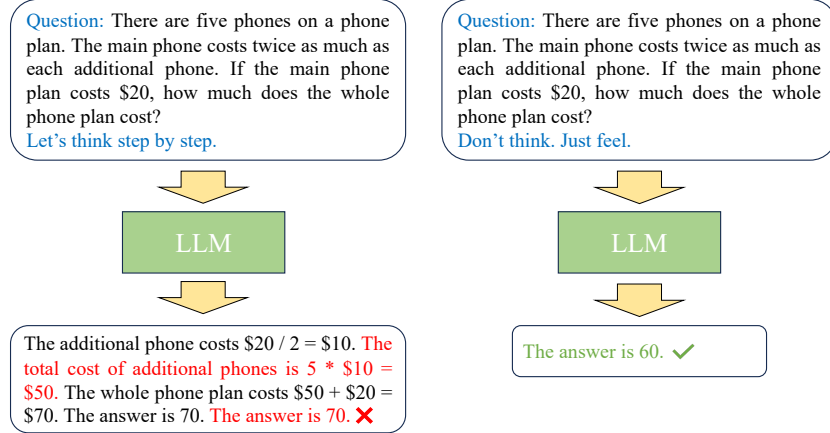 Question: There are five phones on a phone
plan. The main phone costs twice as much as
each additional phone. If the main phone
plan costs $20, how much does the whole
phone plan cost?
Let's think step by step.
LLM
The additional phone costs $20 / 2 = $10. The
total cost of additional phones is 5 * $10 =
$50. The whole phone plan costs $50 + $20 =
$70. The answer is 70. The answer is 70.
Question: There are five phones on a phone
plan. The main phone costs twice as much as
each additional phone. If the main phone
plan costs $20, how much does the whole
phone plan cost?
Don't think. Just feel.
LLM
The answer is 60.